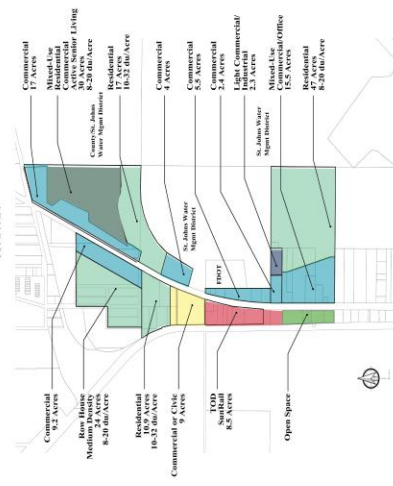 Commercial
17 Acres
Mixed-Use
Residential
Commercial
Active Senior Living
30 Acres
8-20 du/Acre
County/St. Johns
Water Mgmt District
Residential
17 Acres
10-32 du/Acre
Commercial
4 Acres
St. Johns Water
Mgmt District
Commercial
5.5 Acres
Commercial
2.4 Acres
FDOT
Light Commercial/
Industrial
2.3 Acres
St. Johns Water
Mgmt District
Mixed-Use
Commercial/Office
15.5 Acres
Residential
47 Acres
8-20 du/Acre
Commercial
9.2 Acres
Row House
Medium Density
24 Acres
8-20 du/Acre
Residential
10.9 Acres
10-32 du/Acre
Commercial or Civic
9 Acres
TOD
SunRail
8.5 Acres
Open Space